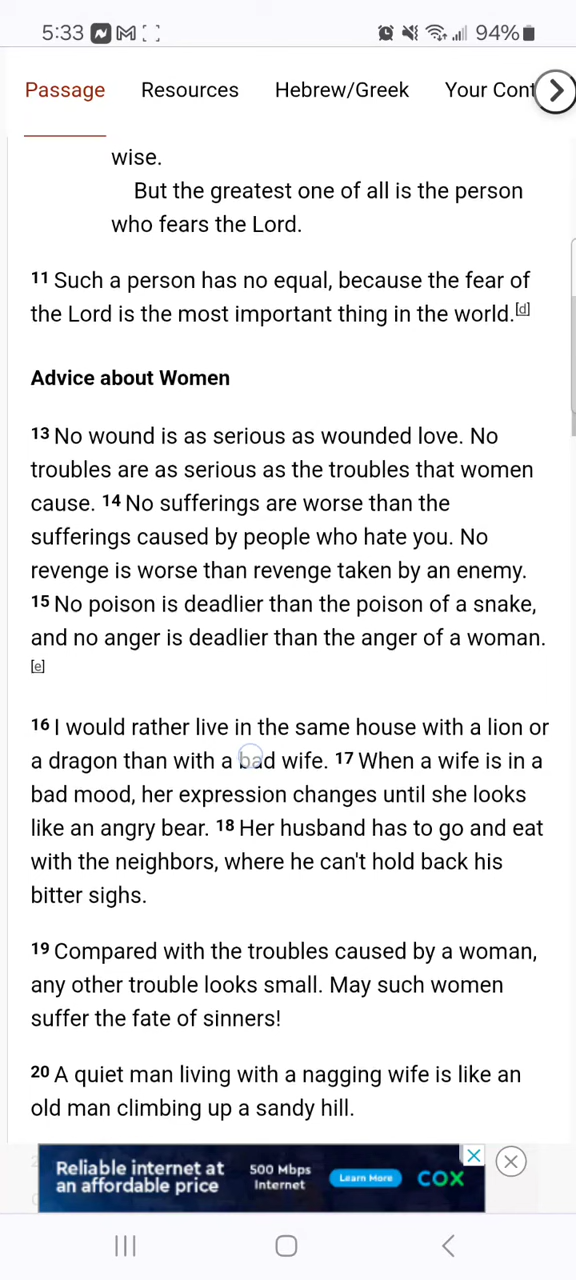 5:33 94%
Passage Resources Hebrew/Greek Your Cont
wise.
But the greatest one of all is the person
who fears the Lord.
11 Such a person has no equal, because the fear of
the Lord is the most important thing in the world.[d]
Advice about Women
13 No wound is as serious as wounded love. No
troubles are as serious as the troubles that women
cause. 14 No sufferings are worse than the
sufferings caused by people who hate you. No
revenge is worse than revenge taken by an enemy.
15 No poison is deadlier than the poison of a snake,
and no anger is deadlier than the anger of a woman.
[e]
16 I would rather live in the same house with a lion or
a dragon than with a bad wife. 17 When a wife is in a
bad mood, her expression changes until she looks
like an angry bear. 18 Her husband has to go and eat
with the neighbors, where he can't hold back his
bitter sighs.
19 Compared with the troubles caused by a woman,
any other trouble looks small. May such women
suffer the fate of sinners!
20 A quiet man living with a nagging wife is like an
old man climbing up a sandy hill.
Reliable internet at
an affordable price
500 Mbps
Internet
Learn More
COX